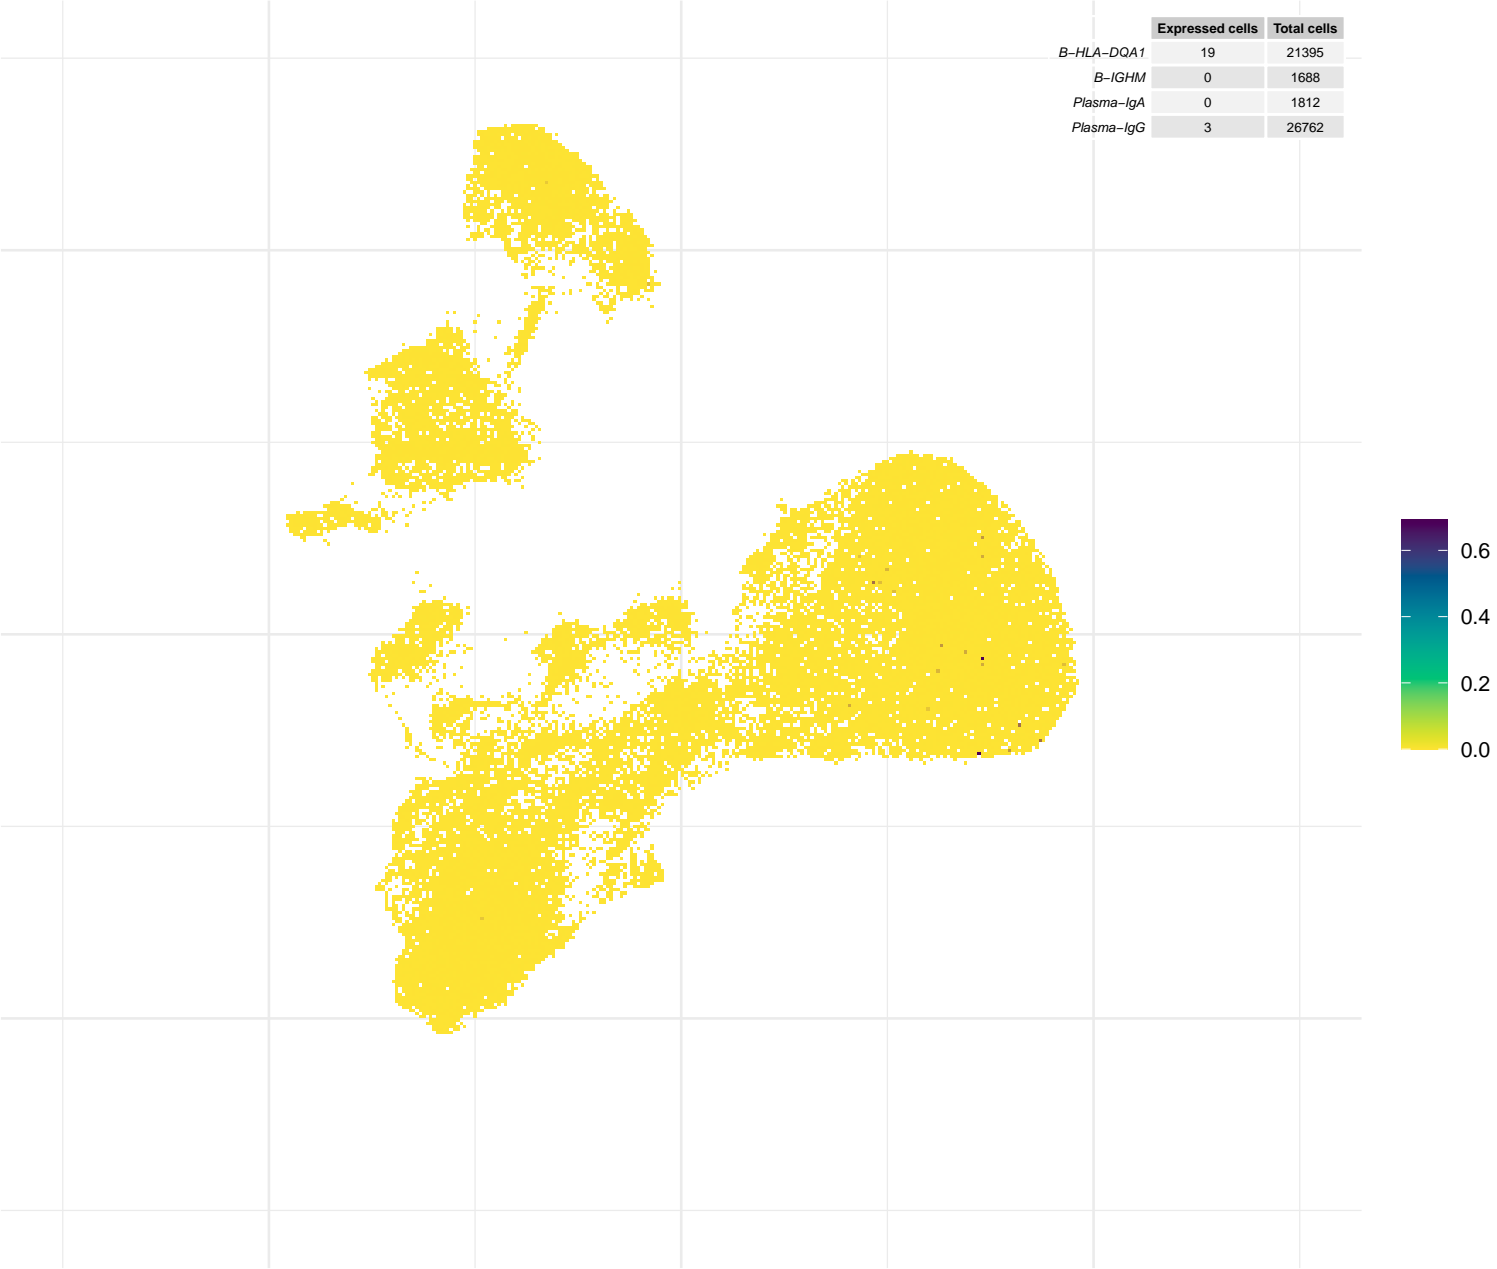 Expressed cells Total cells
B−HLA−DQA1 19 21395
B−IGHM 0 1688
Plasma−IgA 0 1812
Plasma−IgG 3 26762
0.6
0.4
0.2
0.0